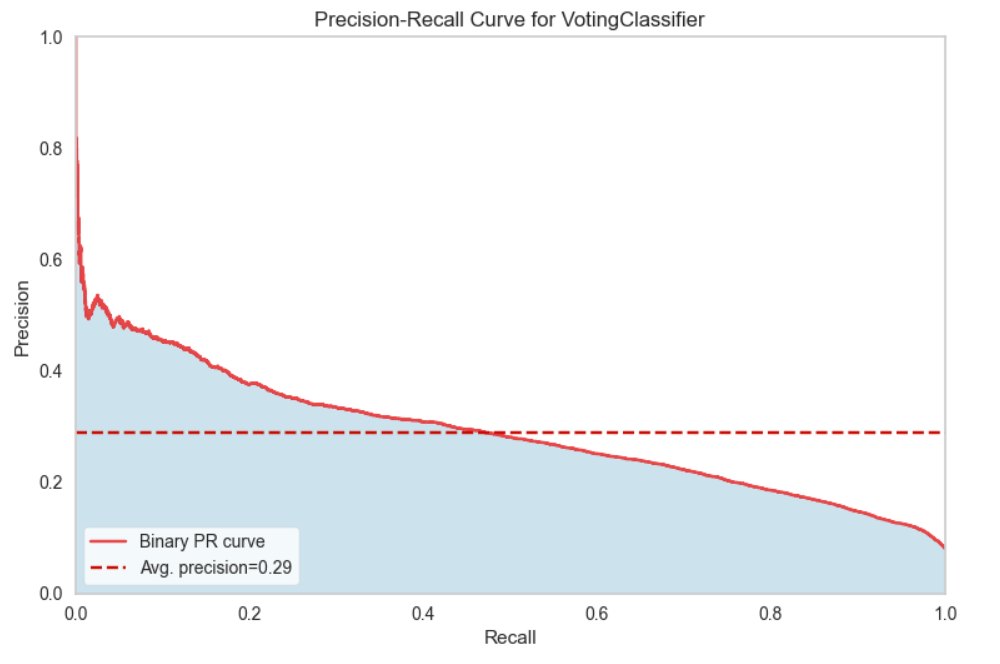 Precision-Recall Curve for VotingClassifier
1.0
0.8
0.6
0.4
0.2
0.0
Precision
Binary PR curve
Avg. precision=0.29
0.0 0.2 0.4 0.6 0.8 1.0
Recall